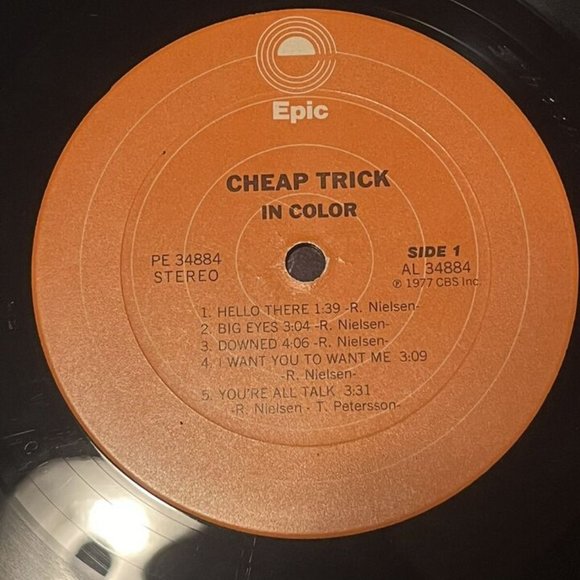 Epic
CHEAP TRICK
IN COLOR
PE 34884
STEREO
SIDE 1
AL 34884
℗ 1977 CBS Inc.
1. HELLO THERE 1:39 -R. Nielsen-
2. BIG EYES 3:04 -R. Nielsen-
3. DOWNED 4:06 -R. Nielsen-
4. I WANT YOU TO WANT ME 3:09
-R. Nielsen-
5. YOU'RE ALL TALK 3:31
-R. Nielsen - T. Petersson-